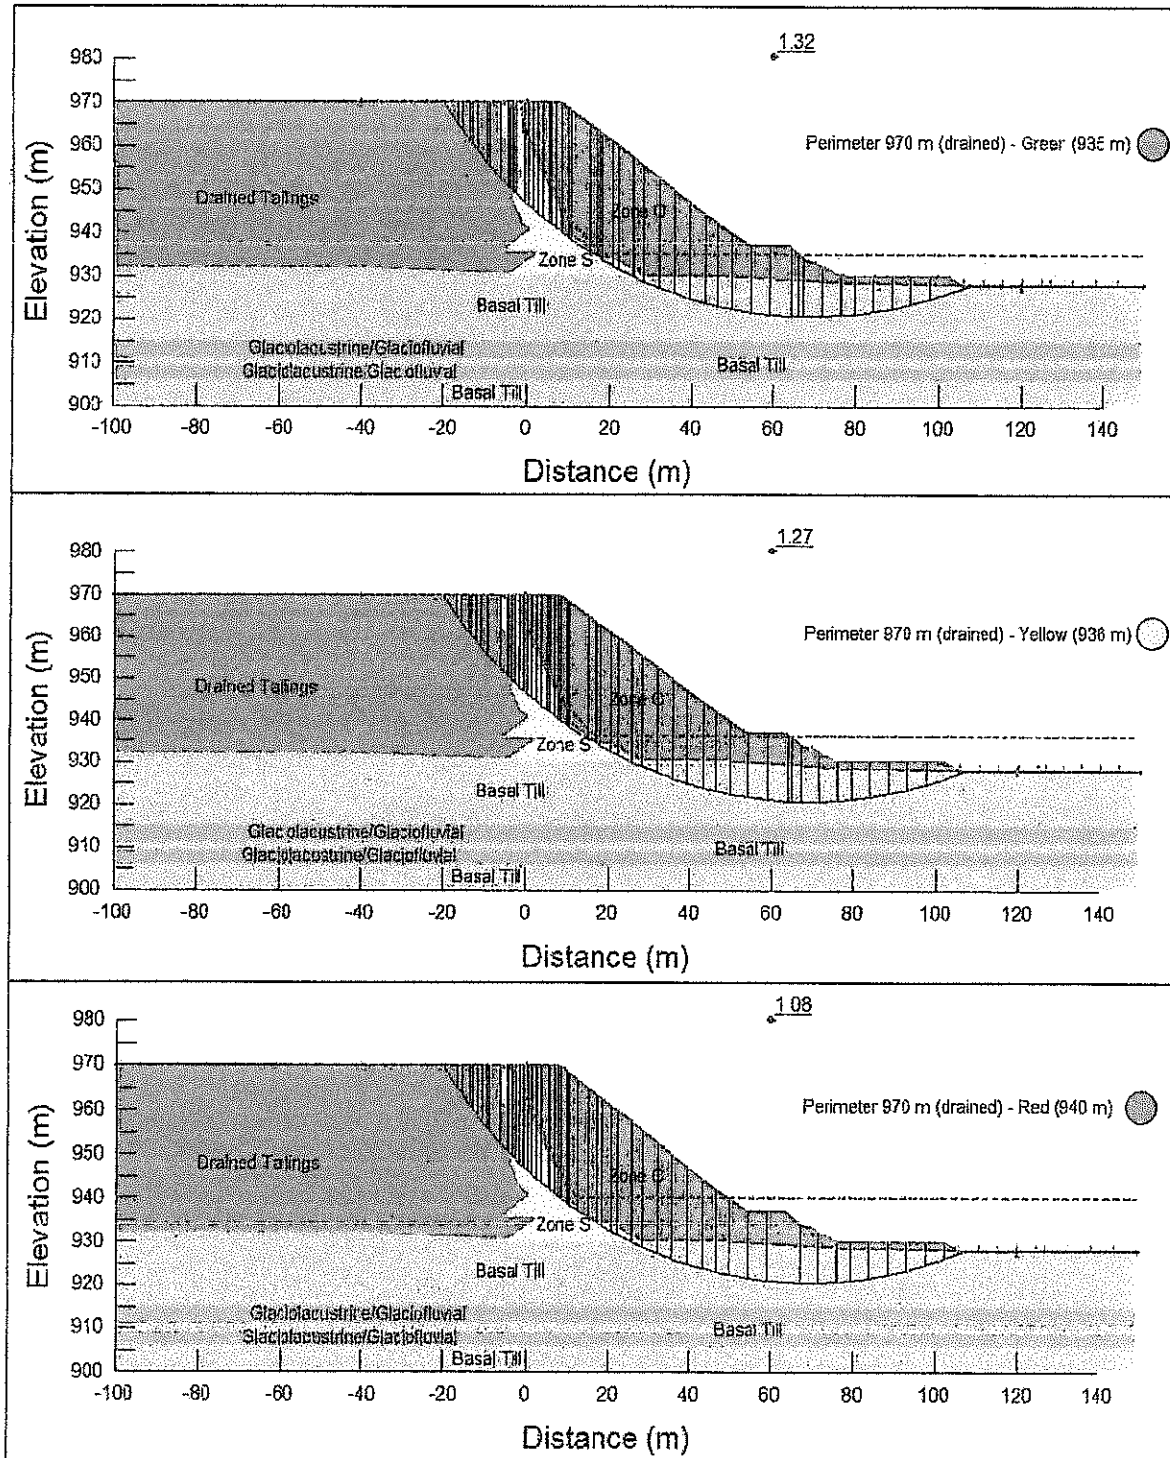 1.32
980
970
960
950
940
930
920
910
900
Elevation (m)
Perimeter 970 m (drained) - Greer (935 m)
Drained Tailings
Zone C
Zone S
Basal Till
Glaciolacustrine/Glaciofluvial
Glaciolacustrine/Glaciofluvial
Basal Till
Basal Till
-100 -80 -60 -40 -20 0 20 40 60 80 100 120 140
Distance (m)
1.27
980
970
960
950
940
930
920
910
900
Elevation (m)
Perimeter 970 m (drained) - Yellow (936 m)
Drained Tailings
Zone C
Zone S
Basal Till
Glaciolacustrine/Glaciofluvial
Glaciolacustrine/Glaciofluvial
Basal Till
Basal Till
-100 -80 -60 -40 -20 0 20 40 60 80 100 120 140
Distance (m)
1.08
980
970
960
950
940
930
920
910
900
Elevation (m)
Perimeter 970 m (drained) - Red (940 m)
Drained Tailings
Zone C
Zone S
Basal Till
Glaciolacustrine/Glaciofluvial
Glaciolacustrine/Glaciofluvial
Basal Till
Basal Till
-100 -80 -60 -40 -20 0 20 40 60 80 100 120 140
Distance (m)